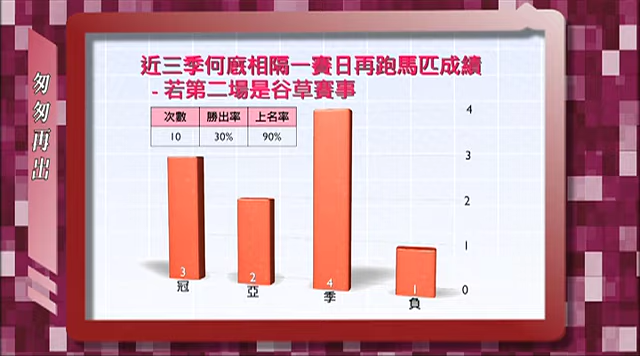 匆匆再出
近三季何廐相隔一賽日再跑馬匹成績
- 若第二場是谷草賽事
次數 勝出率 上名率
10 30% 90%
4
3
2
1
0
3 2 4 1
冠 亞 季 負